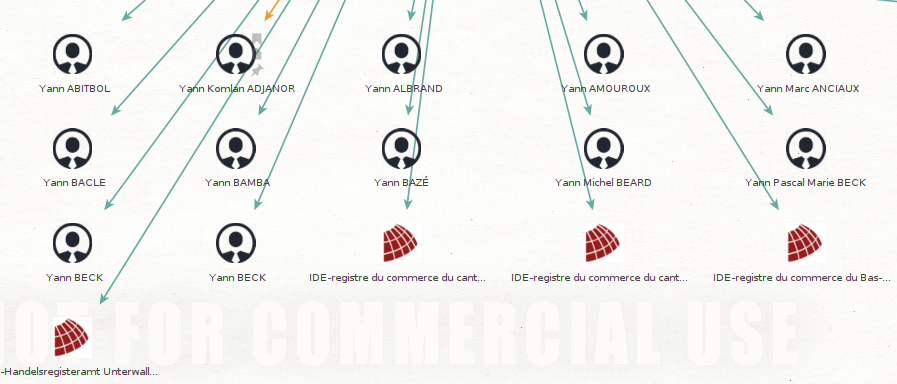 Yann ABITBOL
Yann Komlan ADJANOR
Yann ALBRAND
Yann AMOUROUX
Yann Marc ANCIAUX
Yann BACLE
Yann BAMBA
Yann BAZÉ
Yann Michel BEARD
Yann Pascal Marie BECK
Yann BECK
Yann BECK
IDE-registre du commerce du cant...
IDE-registre du commerce du cant...
IDE-registre du commerce du Bas-...
FOR COMMERCIAL USE
-Handelsregisteramt Unterwall...